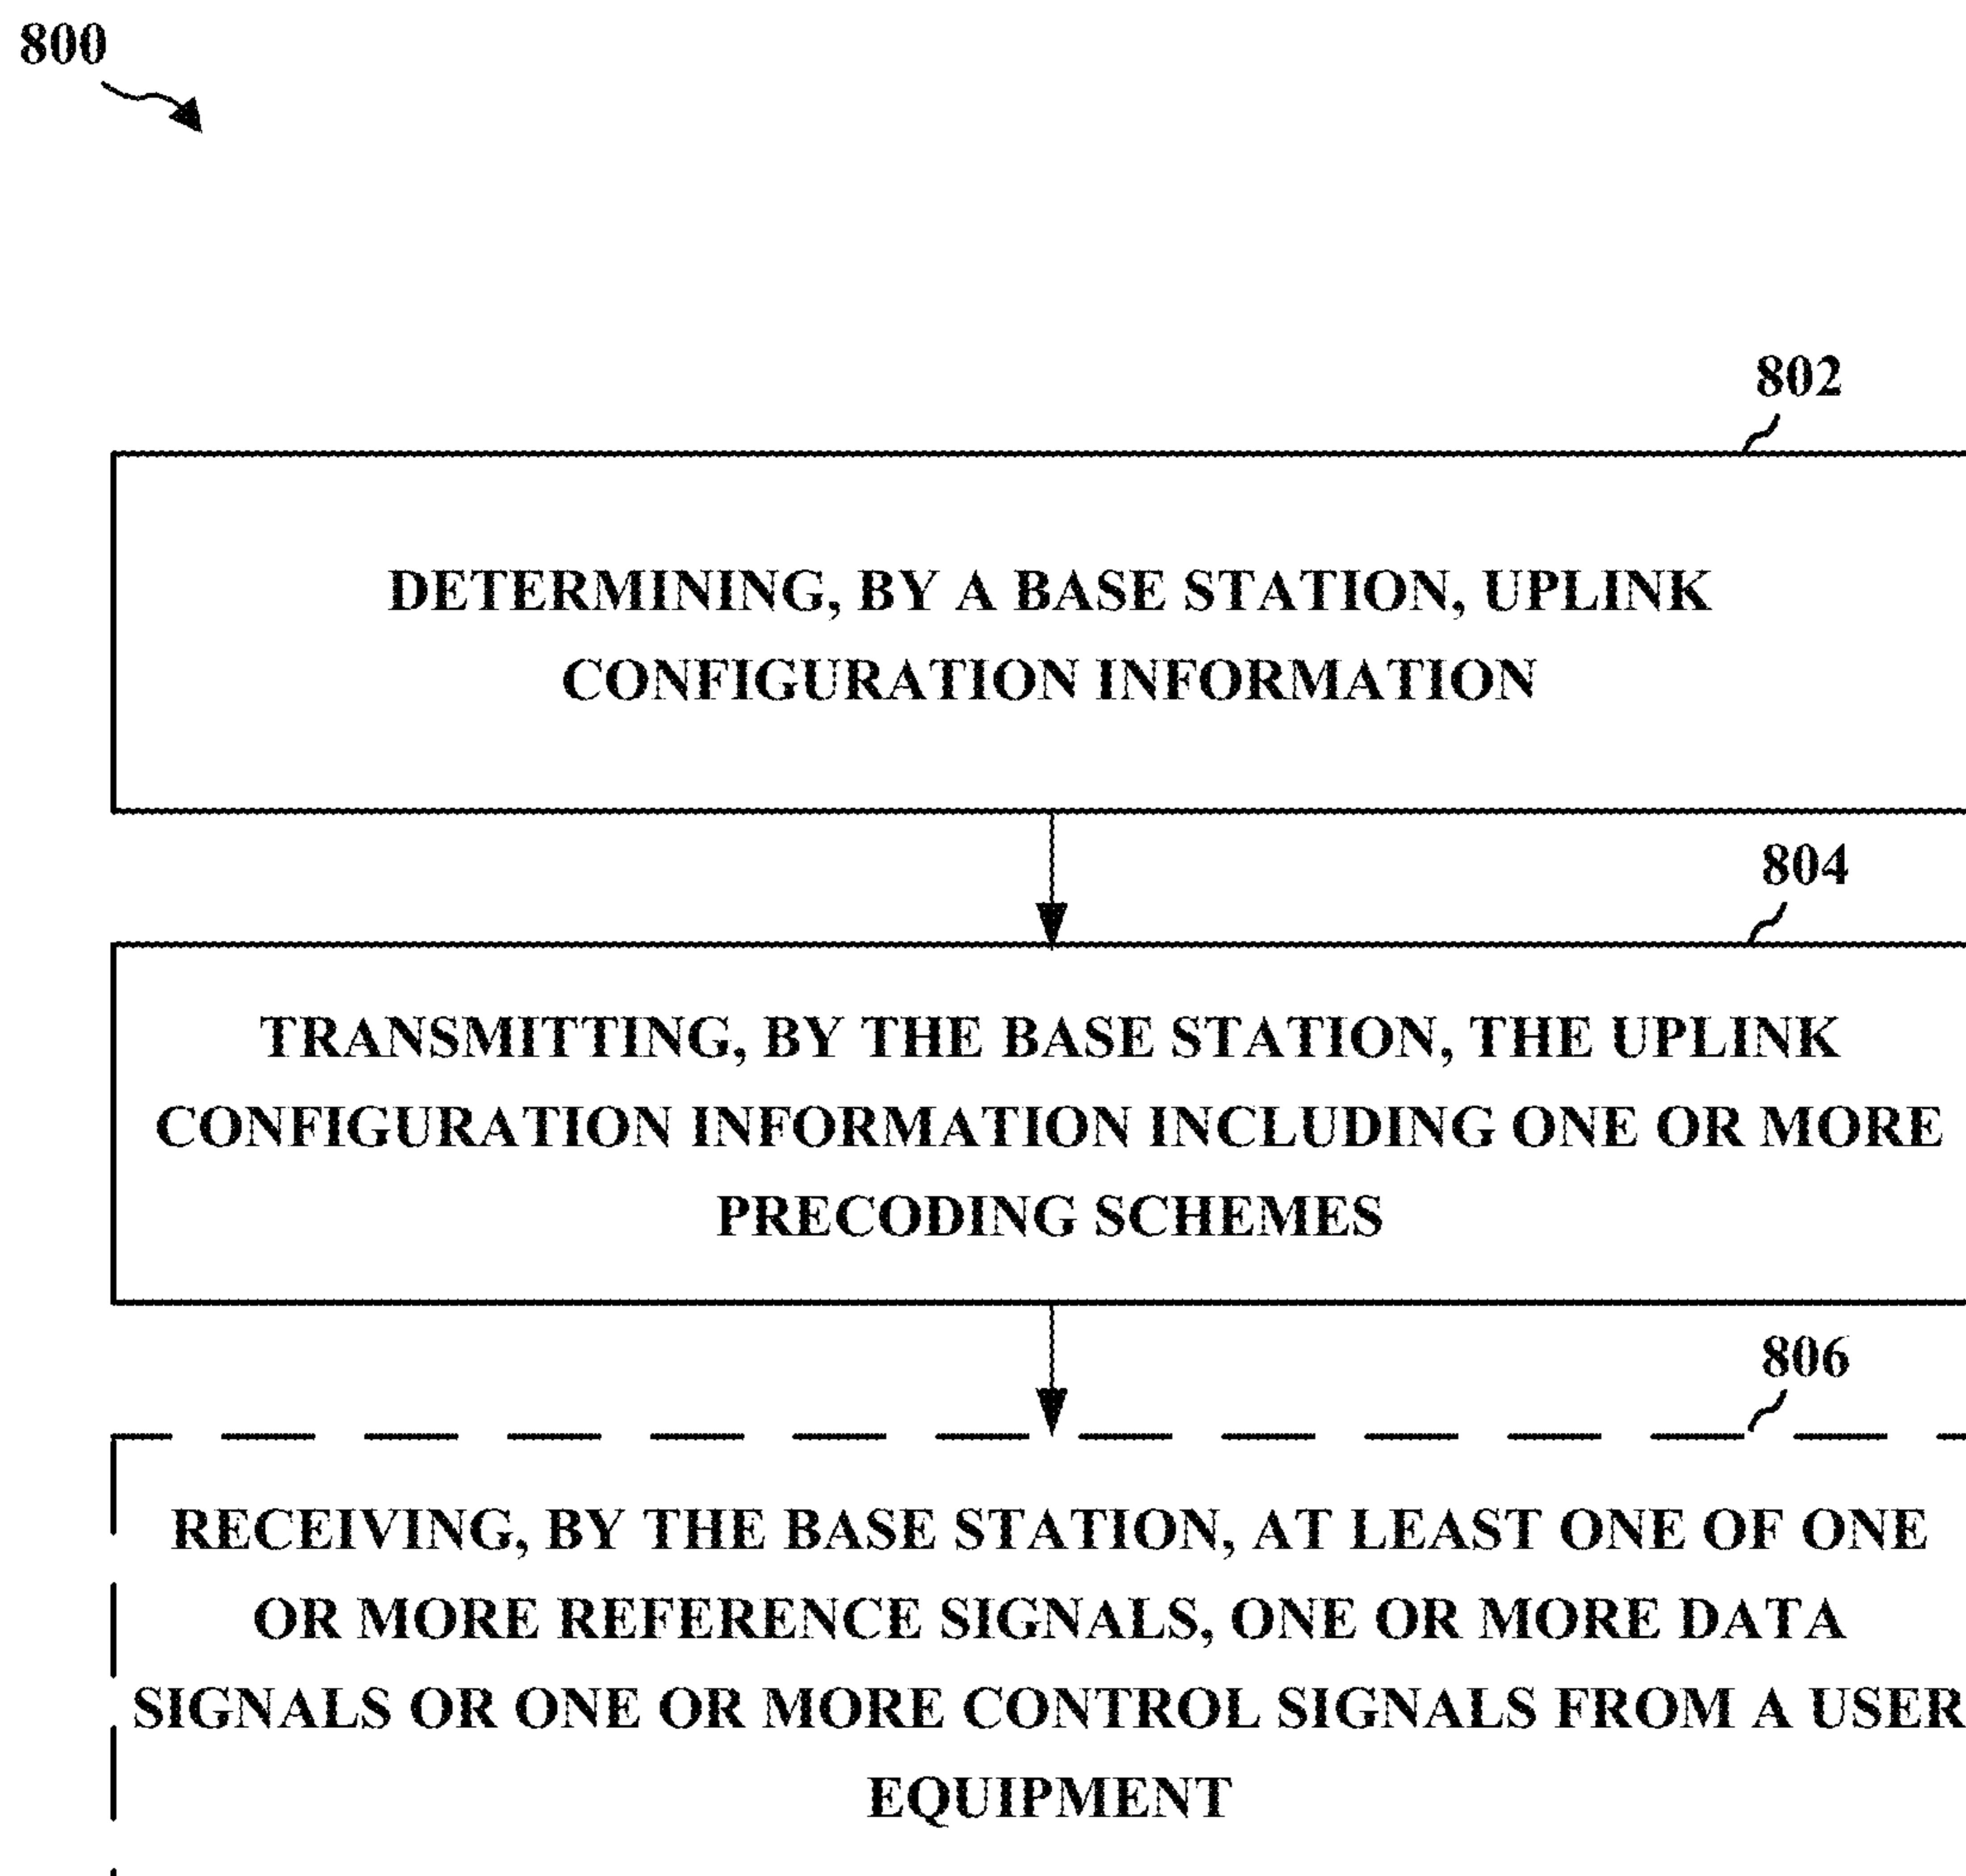 800
802
DETERMINING, BY A BASE STATION, UPLINK
CONFIGURATION INFORMATION
804
TRANSMITTING, BY THE BASE STATION, THE UPLINK
CONFIGURATION INFORMATION INCLUDING ONE OR MORE
PRECODING SCHEMES
806
RECEIVING, BY THE BASE STATION, AT LEAST ONE OF ONE
OR MORE REFERENCE SIGNALS, ONE OR MORE DATA
SIGNALS OR ONE OR MORE CONTROL SIGNALS FROM A USER
EQUIPMENT